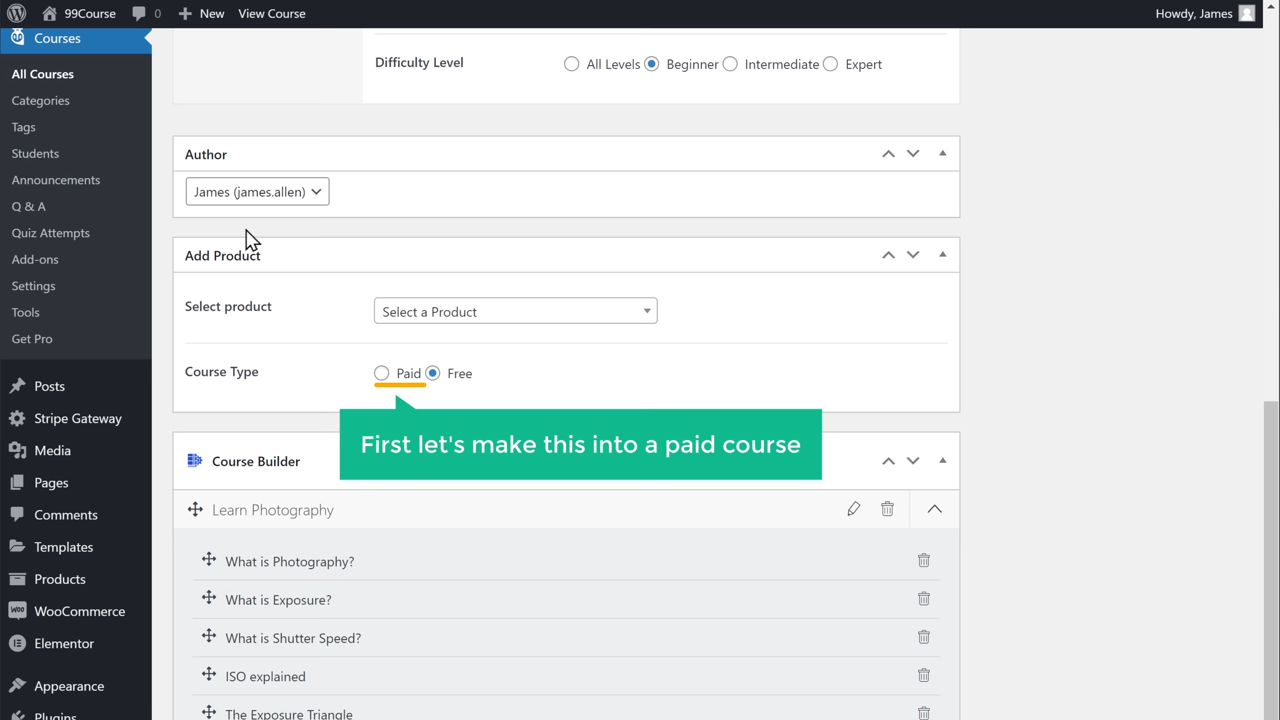 99Course 0 New View Course Howdy, James
Courses
All Courses
Categories
Tags
Students
Announcements
Q & A
Quiz Attempts
Add-ons
Settings
Tools
Get Pro
Posts
Stripe Gateway
Media
Pages
Comments
Templates
Products
WooCommerce
Elementor
Appearance
Plugins
Difficulty Level All Levels Beginner Intermediate Expert
Author
James (james.allen)
Add Product
Select product Select a Product
Course Type Paid Free
First let's make this into a paid course
Course Builder
Learn Photography
What is Photography?
What is Exposure?
What is Shutter Speed?
ISO explained
The Exposure Triangle